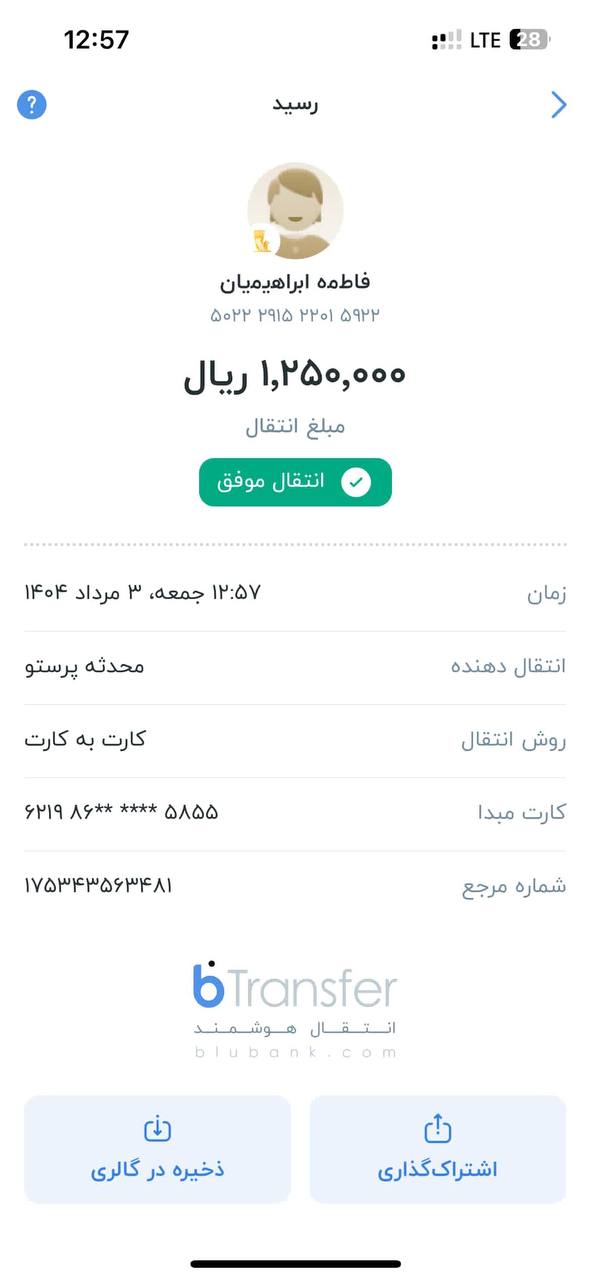 12:57 LTE 28
رسید
?
فاطمه ابراهیمیان
۵۰۲۲ ۲۹۱۵ ۲۲۰۱ ۵۹۲۲
۱,۲۵۰,۰۰۰ ریال
مبلغ انتقال
انتقال موفق
زمان ۱۲:۵۷ جمعه، ۳ مرداد ۱۴۰۴
انتقال دهنده محدثه پرستو
روش انتقال کارت به کارت
کارت مبدا ۶۲۱۹ ۸۶** **** ۵۸۵۵
شماره مرجع ۱۷۵۳۴۳۵۶۳۴۸۱
bTransfer
انـتـقـال هـوشـمـنـد
blubank.com
اشتراک‌گذاری
ذخیره در گالری